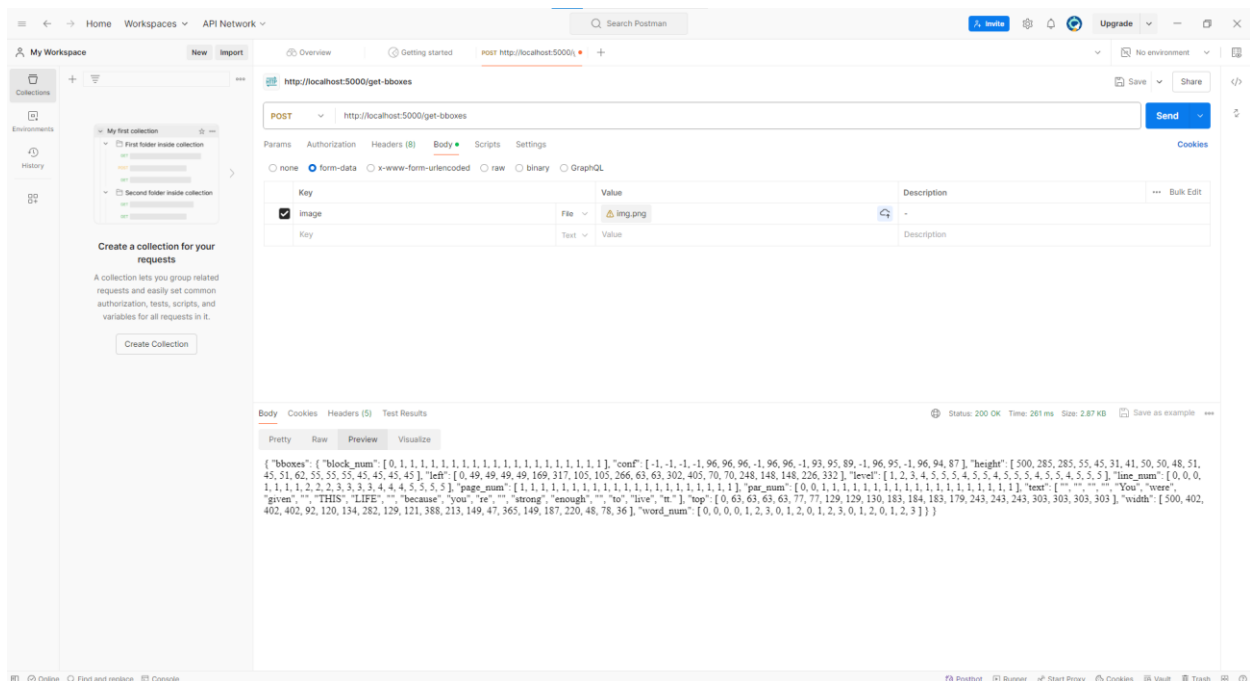 Home Workspaces API Network Search Postman Invite Upgrade
My Workspace New Import Overview Getting started POST http://localhost:5000/ No environment
Collections
Environments
History
My first collection
First folder inside collection
Second folder inside collection
Create a collection for your
requests
A collection lets you group related
requests and easily set common
authorization, tests, scripts, and
variables for all requests in it.
Create Collection
http://localhost:5000/get-bboxes Save Share
POST http://localhost:5000/get-bboxes Send
Params Authorization Headers (8) Body Scripts Settings Cookies
none form-data x-www-form-urlencoded raw binary GraphQL
Key Value Description Bulk Edit
image File img.png -
Key Text Value Description
Body Cookies Headers (5) Test Results Status: 200 OK Time: 261 ms Size: 2.87 KB Save as example
Pretty Raw Preview Visualize
{ "bboxes": { "block_num": [ 0, 1, 1, 1, 1, 1, 1, 1, 1, 1, 1, 1, 1, 1, 1, 1, 1, 1, 1, 1, 1 ], "conf": [ -1, -1, -1, -1, 96, 96, 96, -1, 96, 96, -1, 93, 95, 89, -1, 96, 95, -1, 96, 94, 87 ], "height": [ 500, 285, 285, 55, 45, 31, 41, 50, 50, 48, 51,
45, 51, 62, 55, 55, 55, 45, 45, 45, 45 ], "left": [ 0, 49, 49, 49, 49, 169, 317, 105, 105, 266, 63, 63, 302, 405, 70, 70, 248, 148, 148, 226, 332 ], "level": [ 1, 2, 3, 4, 5, 5, 5, 4, 5, 5, 4, 5, 5, 5, 4, 5, 5, 4, 5, 5, 5 ], "line_num": [ 0, 0, 0,
1, 1, 1, 1, 2, 2, 2, 3, 3, 3, 3, 4, 4, 4, 5, 5, 5, 5 ], "page_num": [ 1, 1, 1, 1, 1, 1, 1, 1, 1, 1, 1, 1, 1, 1, 1, 1, 1, 1, 1, 1, 1 ], "par_num": [ 0, 0, 1, 1, 1, 1, 1, 1, 1, 1, 1, 1, 1, 1, 1, 1, 1, 1, 1, 1, 1 ], "text": [ "", "", "", "", "You", "were",
"given", "", "THIS", "LIFE", "", "because", "you", "re", "", "strong", "enough", "", "to", "live", "tt." ], "top": [ 0, 63, 63, 63, 63, 77, 77, 129, 129, 130, 183, 184, 183, 179, 243, 243, 243, 303, 303, 303, 303 ], "width": [ 500, 402,
402, 402, 92, 120, 134, 282, 129, 121, 388, 213, 149, 47, 365, 149, 187, 220, 48, 78, 36 ], "word_num": [ 0, 0, 0, 0, 1, 2, 3, 0, 1, 2, 0, 1, 2, 3, 0, 1, 2, 0, 1, 2, 3 ] } }
Online Find and replace Console Postbot Runner Start Proxy Cookies Vault Trash